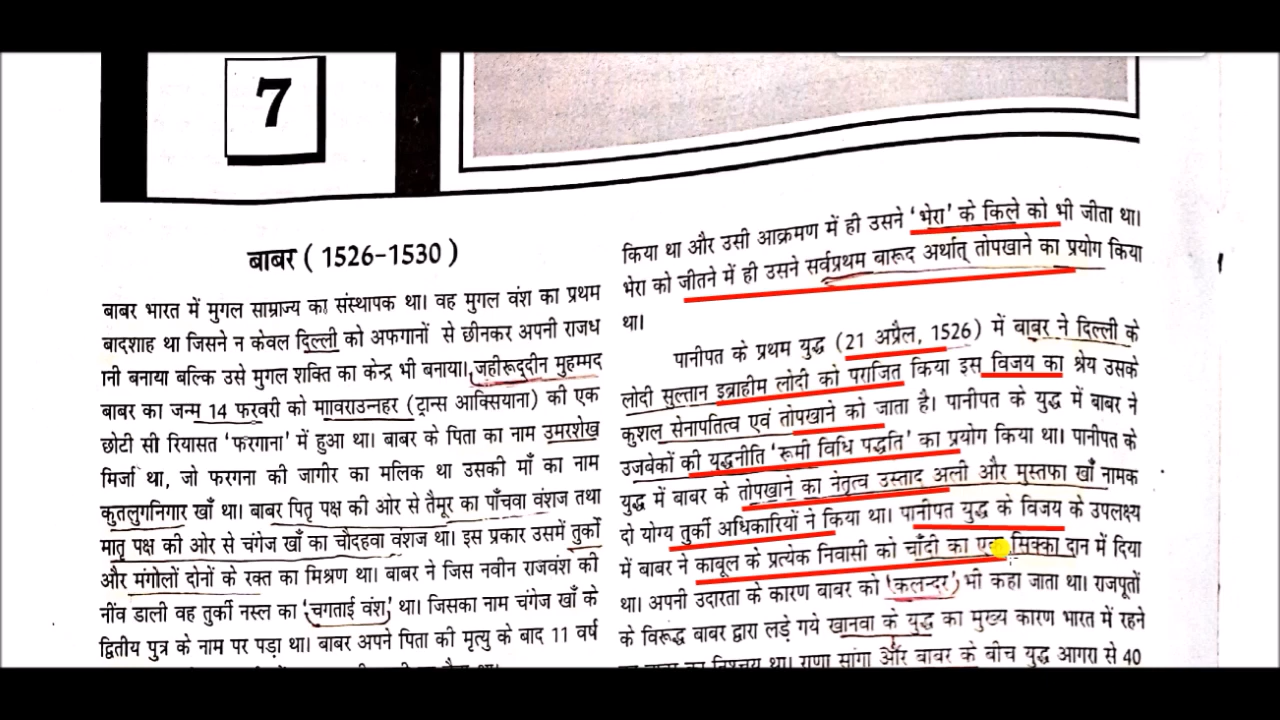 7
बाबर ( 1526-1530 )
बाबर भारत में मुगल साम्राज्य का संस्थापक था। वह मुगल वंश का प्रथम
बादशाह था जिसने न केवल दिल्ली को अफगानों से छीनकर अपनी राजध
ानी बनाया बल्कि उसे मुगल शक्ति का केन्द्र भी बनाया। जहीरूद्दीन मुहम्मद
बाबर का जन्म 14 फरवरी को माावराउन्नहर (ट्रान्स आक्सियाना) की एक
छोटी सी रियासत 'फरगाना' में हुआ था। बाबर के पिता का नाम उमरशेख
मिर्जा था, जो फरगना की जागीर का मलिक था उसकी माँ का नाम
कुतलुगनिगार खाँ था। बाबर पितृ पक्ष की ओर से तैमूर का पाँचवा वंशज तथा
मातृ पक्ष की ओर से चंगेज खाँ का चौदहवा वंशज था। इस प्रकार उसमें तुर्को
और मंगोलों दोनों के रक्त का मिश्रण था। बाबर ने जिस नवीन राजवंश की
नींव डाली वह तुर्की नस्ल का 'चगताई वंश' था। जिसका नाम चंगेज खाँ के
द्वितीय पुत्र के नाम पर पड़ा था। बाबर अपने पिता की मृत्यु के बाद 11 वर्ष
किया था और उसी आक्रमण में ही उसने 'भेरा' के किले को भी जीता था।
भेरा को जीतने में ही उसने सर्वप्रथम बारूद अर्थात् तोपखाने का प्रयोग किया
था।
पानीपत के प्रथम युद्ध (21 अप्रैल, 1526) में बाबर ने दिल्ली के
लोदी सुल्तान इब्राहीम लोदी को पराजित किया इस विजय का श्रेय उसके
कुशल सेनापतित्व एवं तोपखाने को जाता है। पानीपत के युद्ध में बाबर ने
उजबेकों की युद्धनीति 'रूमी विधि पद्धति' का प्रयोग किया था। पानीपत के
युद्ध में बाबर के तोपखाने का नेतृत्व उस्ताद अली और मुस्तफा खाँ नामक
दो योग्य तुर्की अधिकारियों ने किया था। पानीपत युद्ध के विजय के उपलक्ष्य
में बाबर ने काबूल के प्रत्येक निवासी को चाँदी का एक सिक्का दान में दिया
था। अपनी उदारता के कारण बाबर को 'कलन्दर' भी कहा जाता था। राजपूतों
के विरूद्ध बाबर द्वारा लड़े गये खानवा के युद्ध का मुख्य कारण भारत में रहने
का बाबर का निश्चय था। राणा सांगा और बाबर के बीच युद्ध आगरा से 40